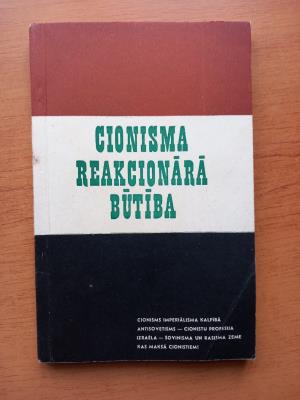 CIONISMA
REAKCIONĀRĀ
BŪTĪBA
CIONISMS IMPERIĀLISMA KALPĪBĀ
ANTISOVETISMS — CIONISTU PROFESIJA
IZRAĒLA — ŠOVINISMA UN RASISMA ZEME
KAS MAKSĀ CIONISTIEM?